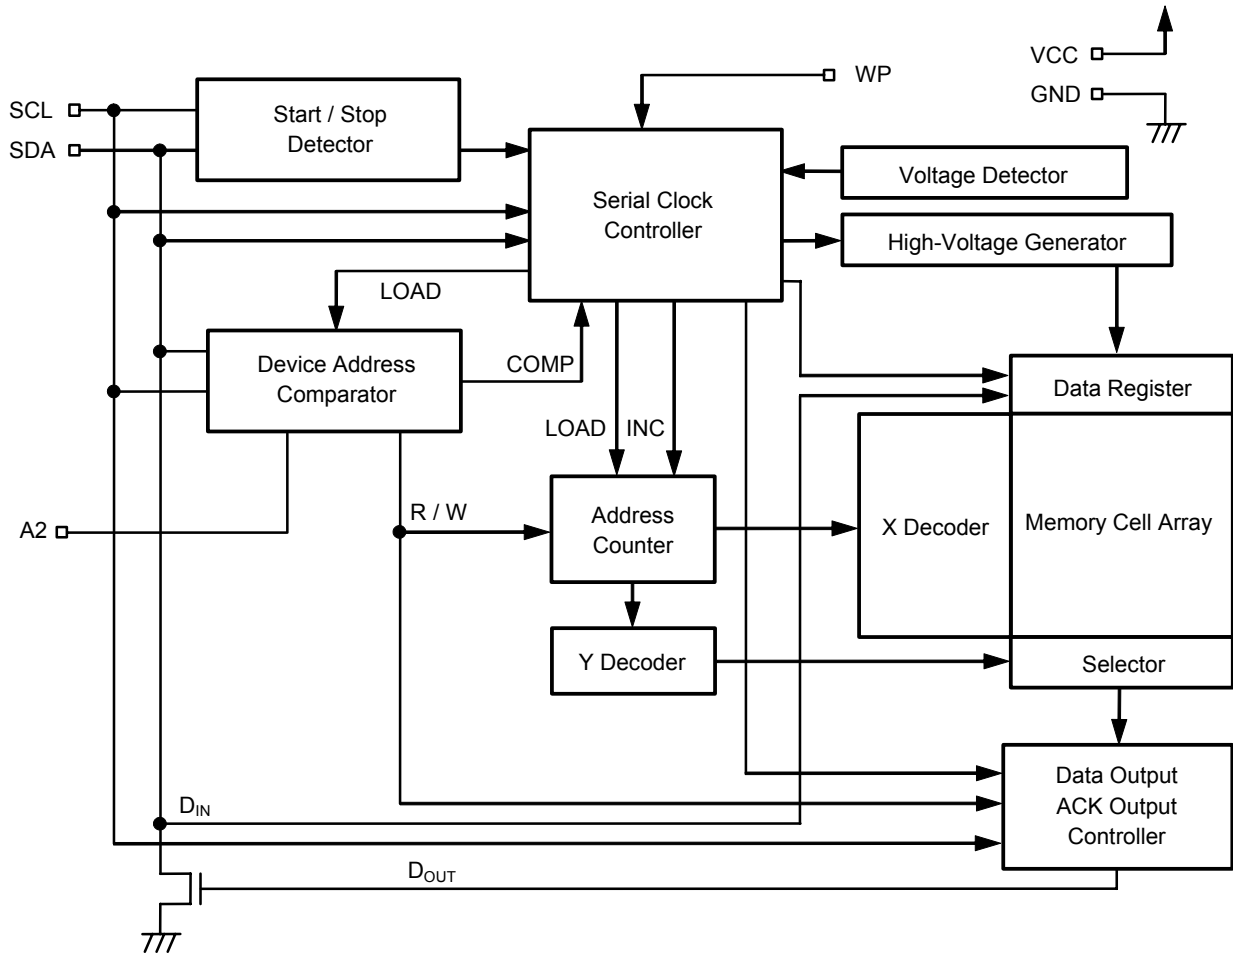 WP
VCC
GND
SCL
SDA
Start / Stop
Detector
Serial Clock
Controller
Voltage Detector
High-Voltage Generator
LOAD
Device Address
Comparator
COMP
Data Register
LOAD
INC
A2
R / W
Address
Counter
X Decoder
Memory Cell Array
Y Decoder
Selector
Data Output
ACK Output
Controller
DIN
DOUT